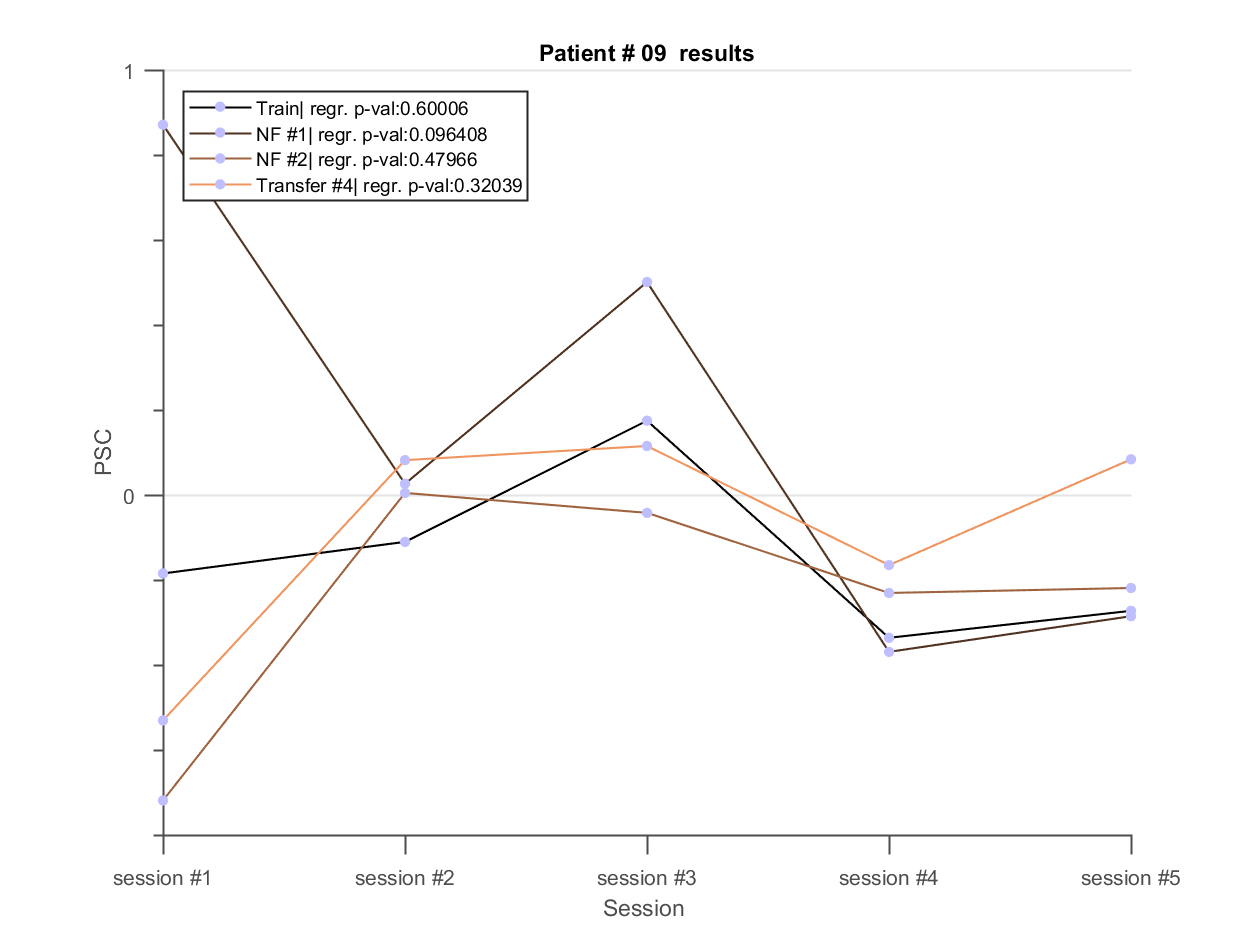 Patient # 09  results
1
Train| regr. p-val:0.60006
NF #1| regr. p-val:0.096408
NF #2| regr. p-val:0.47966
Transfer #4| regr. p-val:0.32039
PSC
0
session #1
session #2
session #3
session #4
session #5
Session